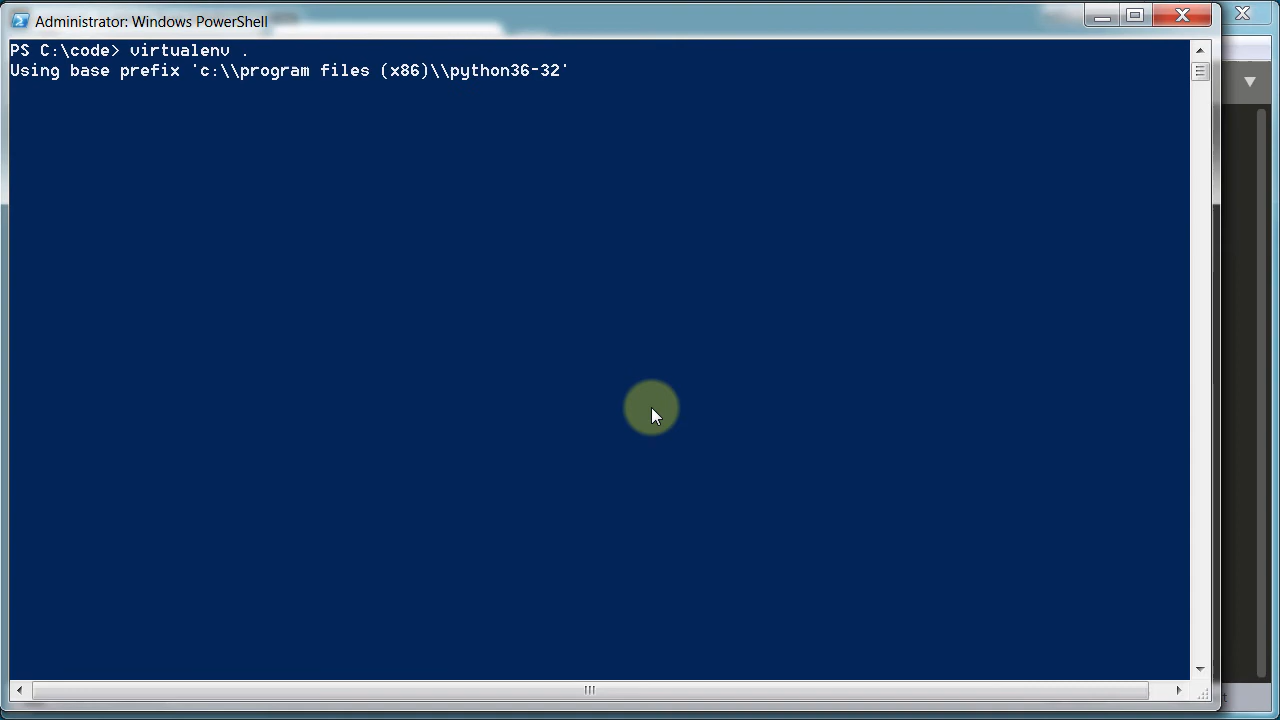 Administrator: Windows PowerShell
PS C:\code> virtualenv .
Using base prefix 'c:\\program files (x86)\\python36-32'